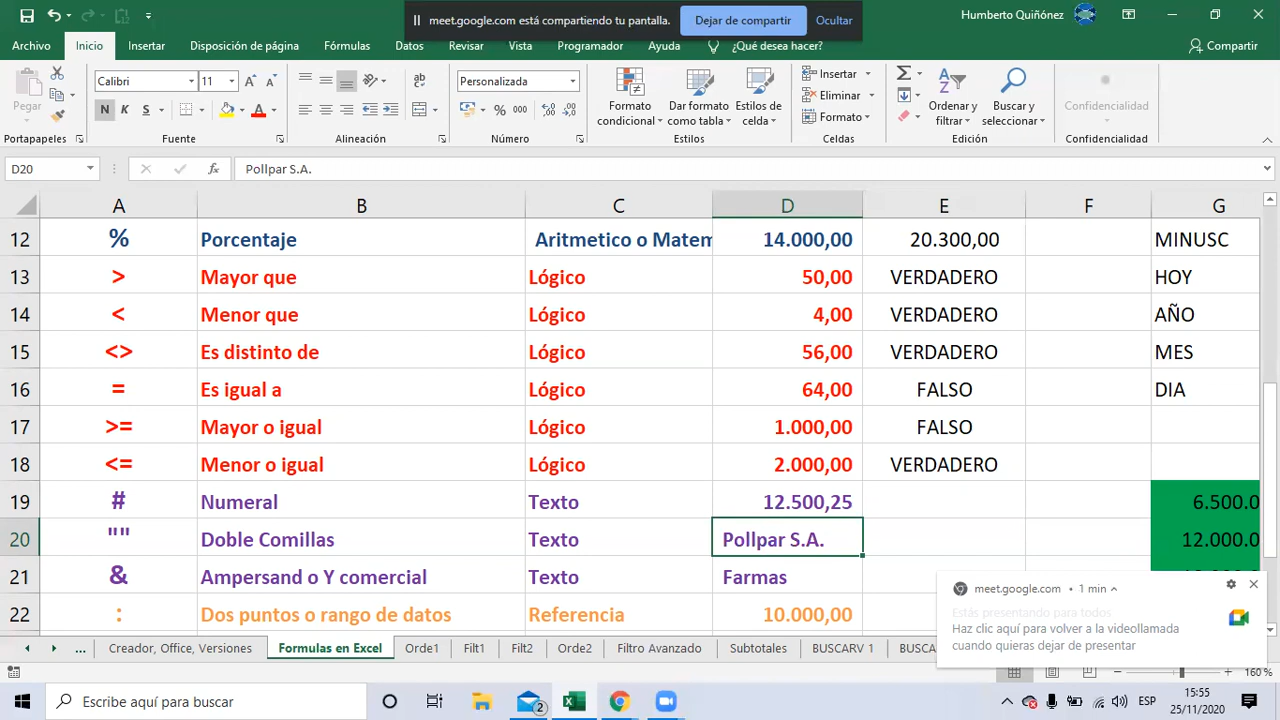 meet.google.com está compartiendo tu pantalla. Dejar de compartir Ocultar
Humberto Quiñónez
Archivo Inicio Insertar Disposición de página Fórmulas Datos Revisar Vista Programador Ayuda ¿Qué desea hacer? Compartir
Calibri 11 Personalizada Insertar
Eliminar
Formato
Pegar N K S % 000
Formato condicional Dar formato como tabla Estilos de celda
Ordenar y filtrar Buscar y seleccionar Confidencialidad
Portapapeles Fuente Alineación Número Estilos Celdas Edición Confidencialidad
D20 fx Pollpar S.A.
A B C D E F G
12 % Porcentaje Aritmetico o Matem 14.000,00 20.300,00 MINUSC
13 > Mayor que Lógico 50,00 VERDADERO HOY
14 < Menor que Lógico 4,00 VERDADERO AÑO
15 <> Es distinto de Lógico 56,00 VERDADERO MES
16 = Es igual a Lógico 64,00 FALSO DIA
17 >= Mayor o igual Lógico 1.000,00 FALSO
18 <= Menor o igual Lógico 2.000,00 VERDADERO
19 # Numeral Texto 12.500,25 6.500.0
20 "" Doble Comillas Texto Pollpar S.A. 12.000.0
21 & Ampersand o Y comercial Texto Farmas
22 : Dos puntos o rango de datos Referencia 10.000,00
meet.google.com • 1 min
Estás presentando para todos
Haz clic aquí para volver a la videollamada
cuando quieras dejar de presentar
... Creador, Office, Versiones Formulas en Excel Orde1 Filt1 Filt2 Orde2 Filtro Avanzado Subtotales BUSCARV 1 BUSCA
160 %
Escribe aquí para buscar 2 ESP 15:55
25/11/2020